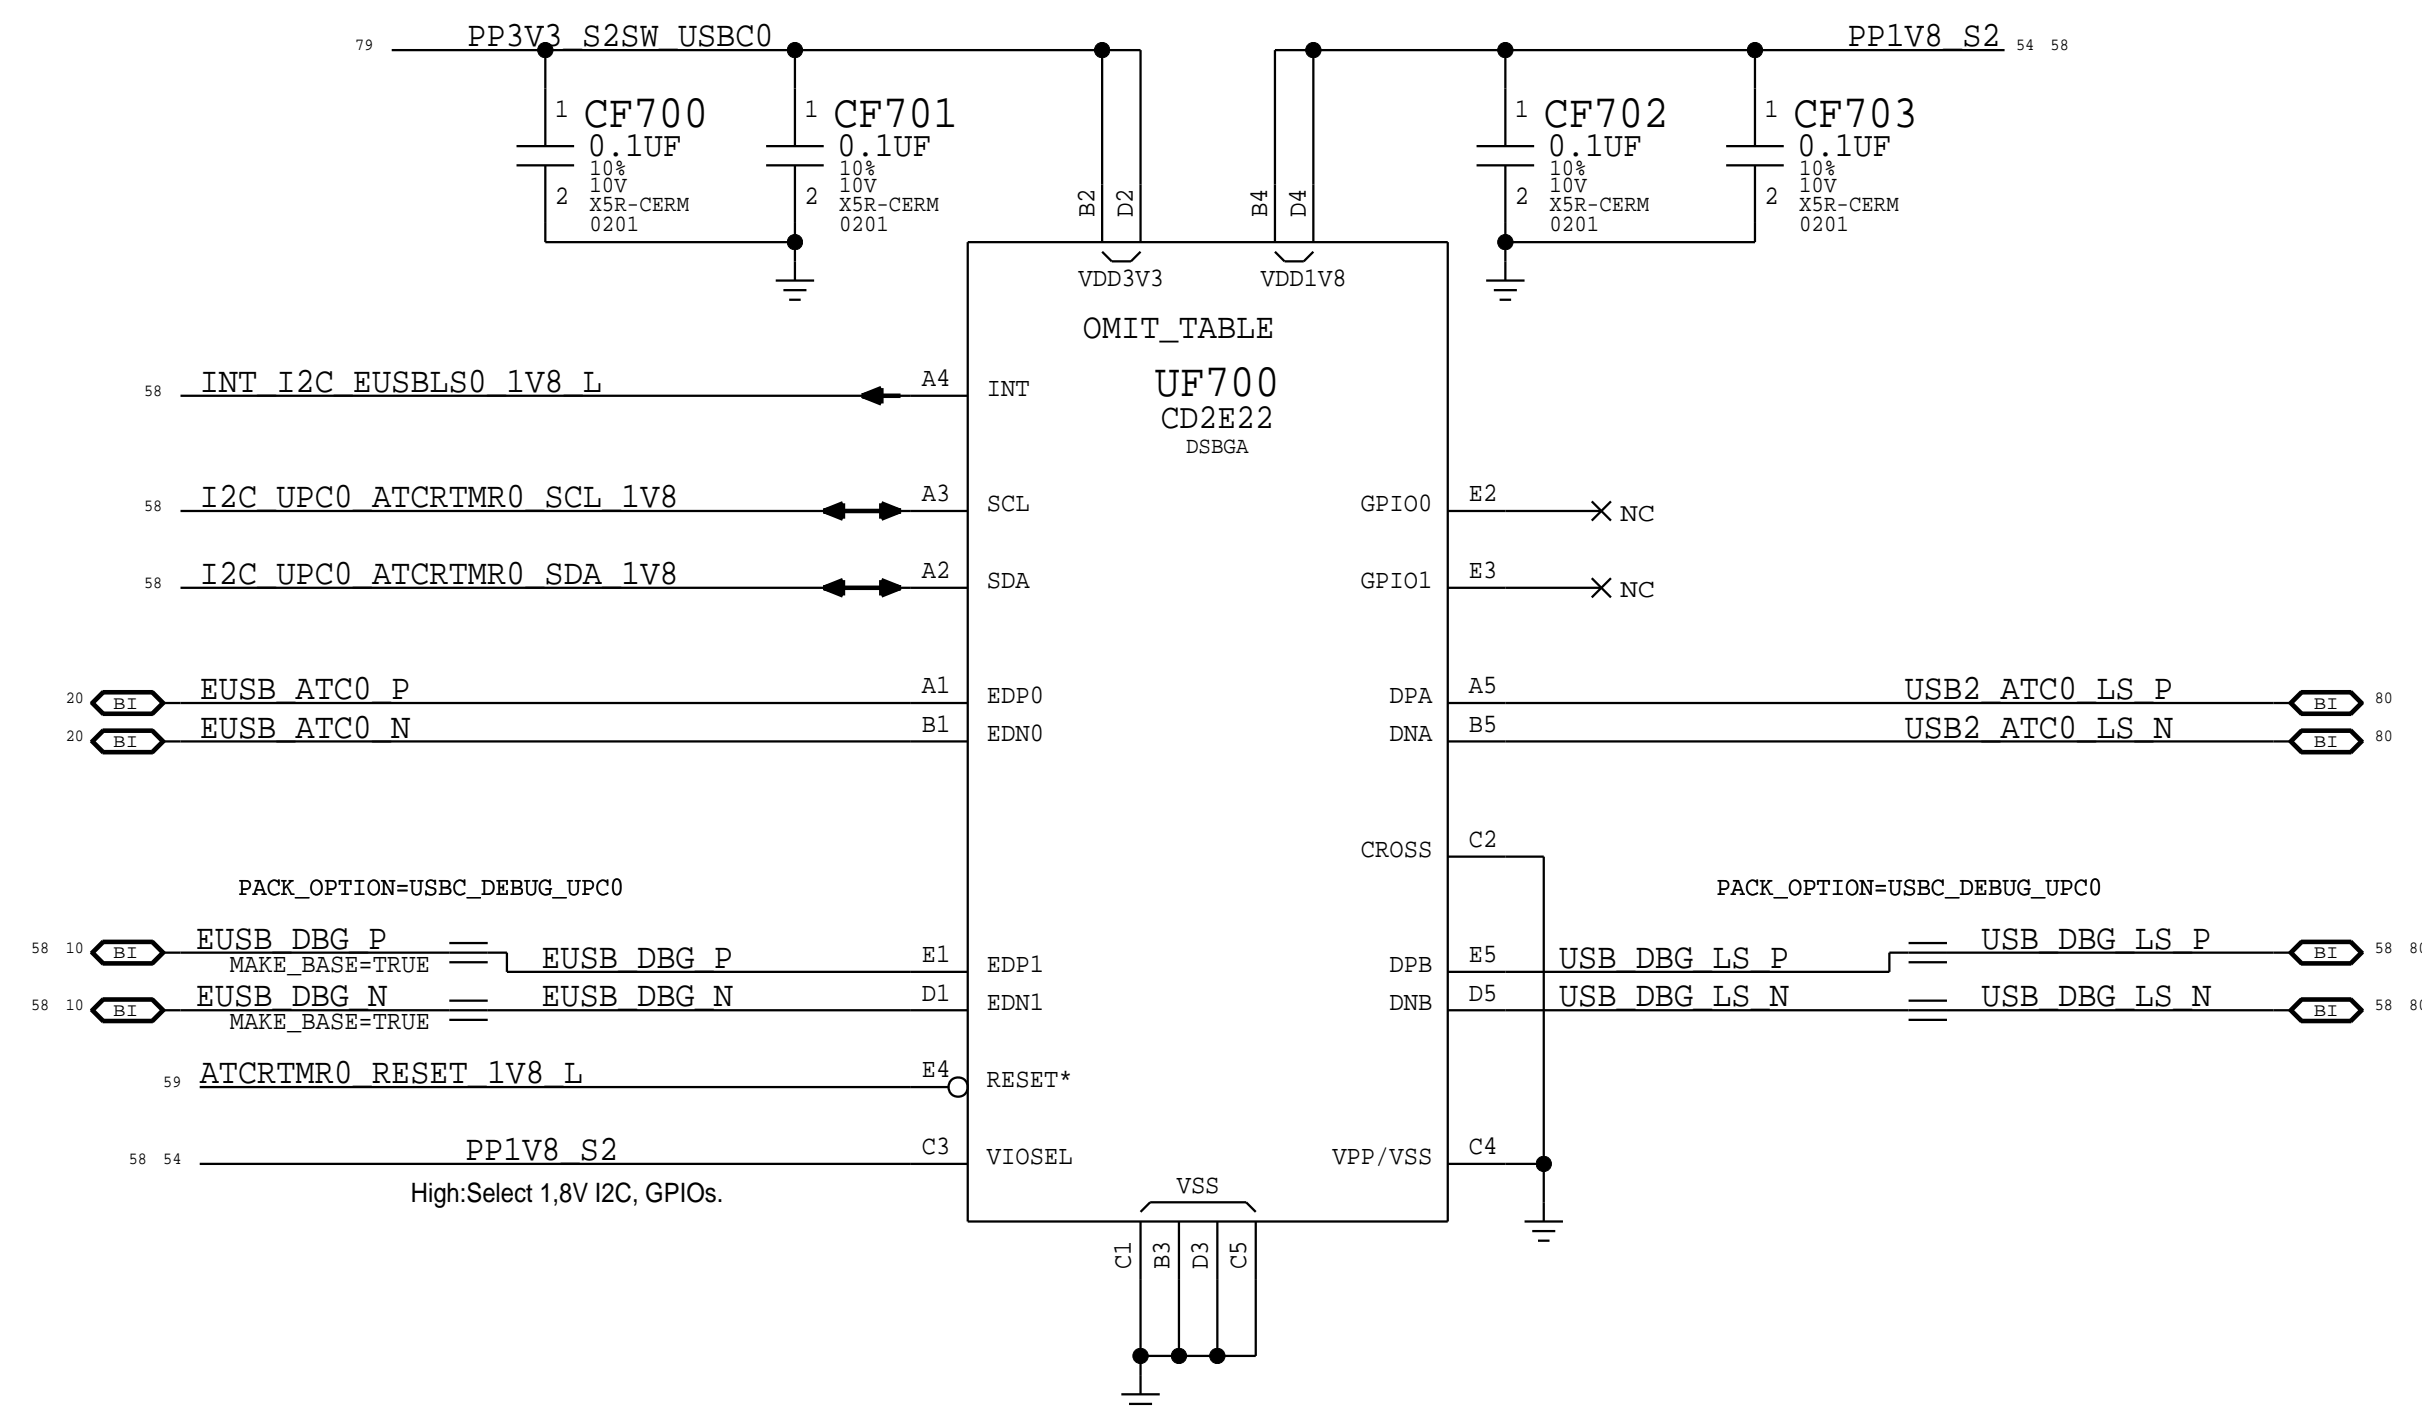 79 PP3V3_S2SW_USBC0
PP1V8_S2 54 58
1 CF700
0.1UF
10%
10V
2 X5R-CERM
0201
1 CF701
0.1UF
10%
10V
2 X5R-CERM
0201
B2 D2 B4 D4
1 CF702
0.1UF
10%
10V
2 X5R-CERM
0201
1 CF703
0.1UF
10%
10V
2 X5R-CERM
0201
VDD3V3 VDD1V8
OMIT_TABLE
UF700
CD2E22
DSBGA
58 INT_I2C_EUSBLS0_1V8_L A4 INT
58 I2C_UPC0_ATCRTMR0_SCL_1V8 A3 SCL GPIO0 E2 NC
58 I2C_UPC0_ATCRTMR0_SDA_1V8 A2 SDA GPIO1 E3 NC
20 BI EUSB_ATC0_P A1 EDP0 DPA A5 USB2_ATC0_LS_P BI 80
20 BI EUSB_ATC0_N B1 EDN0 DNA B5 USB2_ATC0_LS_N BI 80
CROSS C2
PACK_OPTION=USBC_DEBUG_UPC0 PACK_OPTION=USBC_DEBUG_UPC0
58 10 BI EUSB_DBG_P EUSB_DBG_P E1 EDP1 DPB E5 USB_DBG_LS_P USB_DBG_LS_P BI 58 80
MAKE_BASE=TRUE
58 10 BI EUSB_DBG_N EUSB_DBG_N D1 EDN1 DNB D5 USB_DBG_LS_N USB_DBG_LS_N BI 58 80
MAKE_BASE=TRUE
59 ATCRTMR0_RESET_1V8_L E4 RESET*
58 54 PP1V8_S2 C3 VIOSEL VPP/VSS C4
High:Select 1,8V I2C, GPIOs.
VSS
C1 B3 D3 C5